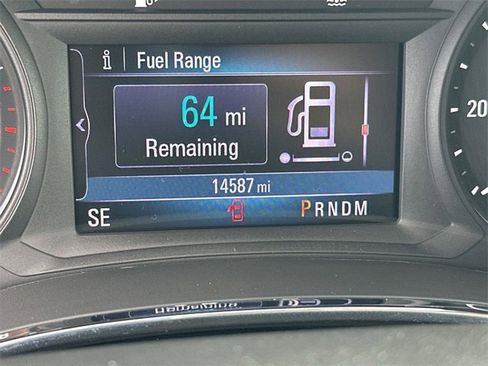 i Fuel Range
64 mi
Remaining
14587 mi
SE PRNDM
20